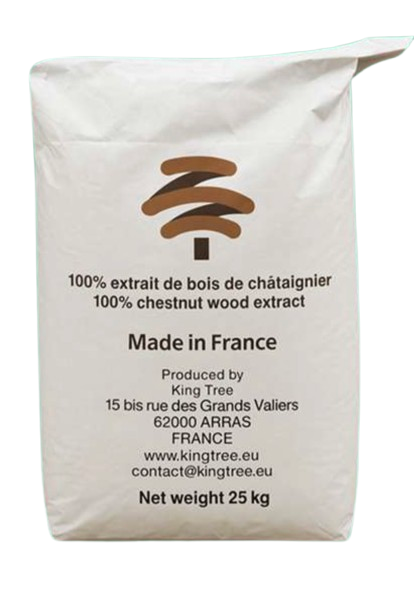 100% extrait de bois de châtaignier
100% chestnut wood extract
Made in France
Produced by
King Tree
15 bis rue des Grands Valiers
62000 ARRAS
FRANCE
www.kingtree.eu
contact@kingtree.eu
Net weight 25 kg